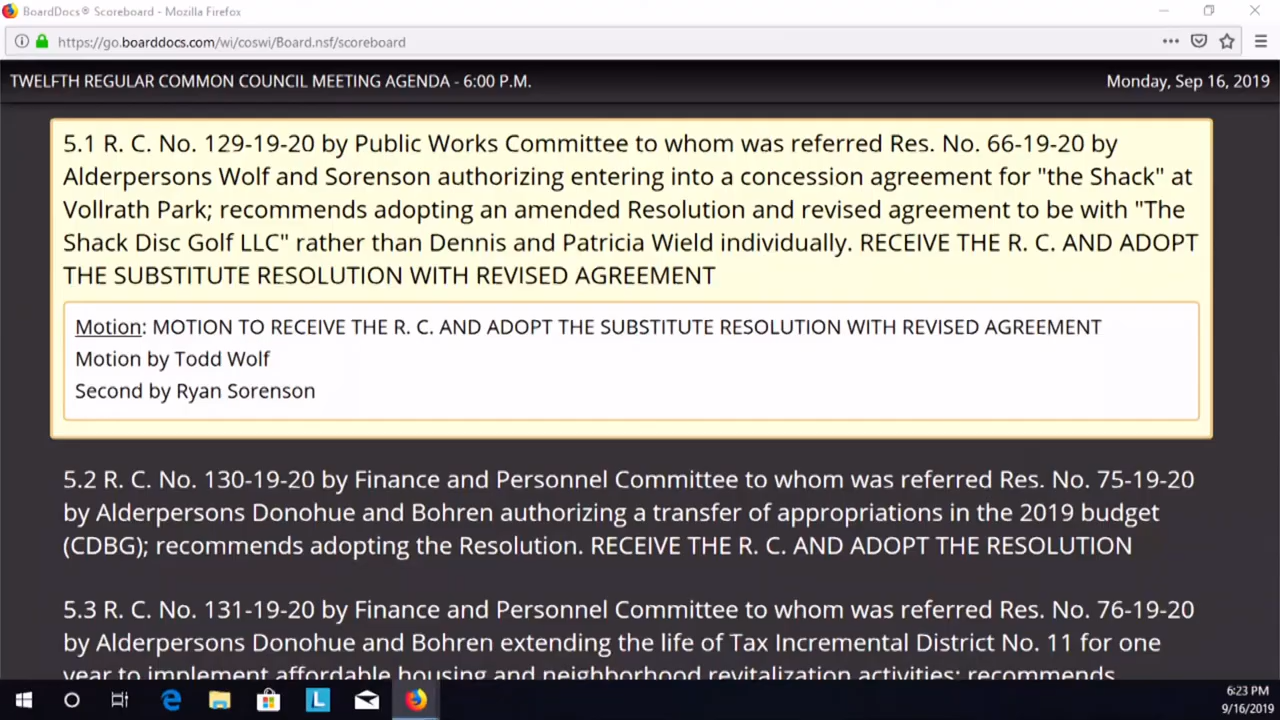 BoardDocs® Scoreboard - Mozilla Firefox
https://go.boarddocs.com/wi/coswi/Board.nsf/scoreboard
TWELFTH REGULAR COMMON COUNCIL MEETING AGENDA - 6:00 P.M.
Monday, Sep 16, 2019
5.1 R. C. No. 129-19-20 by Public Works Committee to whom was referred Res. No. 66-19-20 by
Alderpersons Wolf and Sorenson authorizing entering into a concession agreement for "the Shack" at
Vollrath Park; recommends adopting an amended Resolution and revised agreement to be with "The
Shack Disc Golf LLC" rather than Dennis and Patricia Wield individually. RECEIVE THE R. C. AND ADOPT
THE SUBSTITUTE RESOLUTION WITH REVISED AGREEMENT
Motion: MOTION TO RECEIVE THE R. C. AND ADOPT THE SUBSTITUTE RESOLUTION WITH REVISED AGREEMENT
Motion by Todd Wolf
Second by Ryan Sorenson
5.2 R. C. No. 130-19-20 by Finance and Personnel Committee to whom was referred Res. No. 75-19-20
by Alderpersons Donohue and Bohren authorizing a transfer of appropriations in the 2019 budget
(CDBG); recommends adopting the Resolution. RECEIVE THE R. C. AND ADOPT THE RESOLUTION
5.3 R. C. No. 131-19-20 by Finance and Personnel Committee to whom was referred Res. No. 76-19-20
by Alderpersons Donohue and Bohren extending the life of Tax Incremental District No. 11 for one
year to implement affordable housing and neighborhood revitalization activities; recommends
L
6:23 PM
9/16/2019